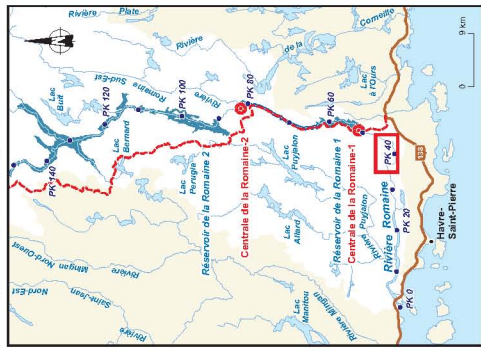 Rivière
Plate
Corneille
9 km
0
Rivière
de la
Lac
à l'Ours
Lac
Buit
PK 120
Romaine
Sud-Est
PK 100
Rivière
PK 80
PK 60
PK 140
Lac
Bernard
Lac
Perugia
Réservoir de la Romaine 2
Centrale de la Romaine-2
Lac
Puyjalon
Lac
Allard
Réservoir de la Romaine 1
Centrale de la Romaine-1
Rivière Puyjalon
PK 40
138
Rivière Romaine
PK 20
Havre-
Saint-Pierre
PK 0
Rivière
Mingan
Nord-Ouest
Nord-Est
Saint-Jean
Rivière
Lac
Manitou
Rivière Mingan